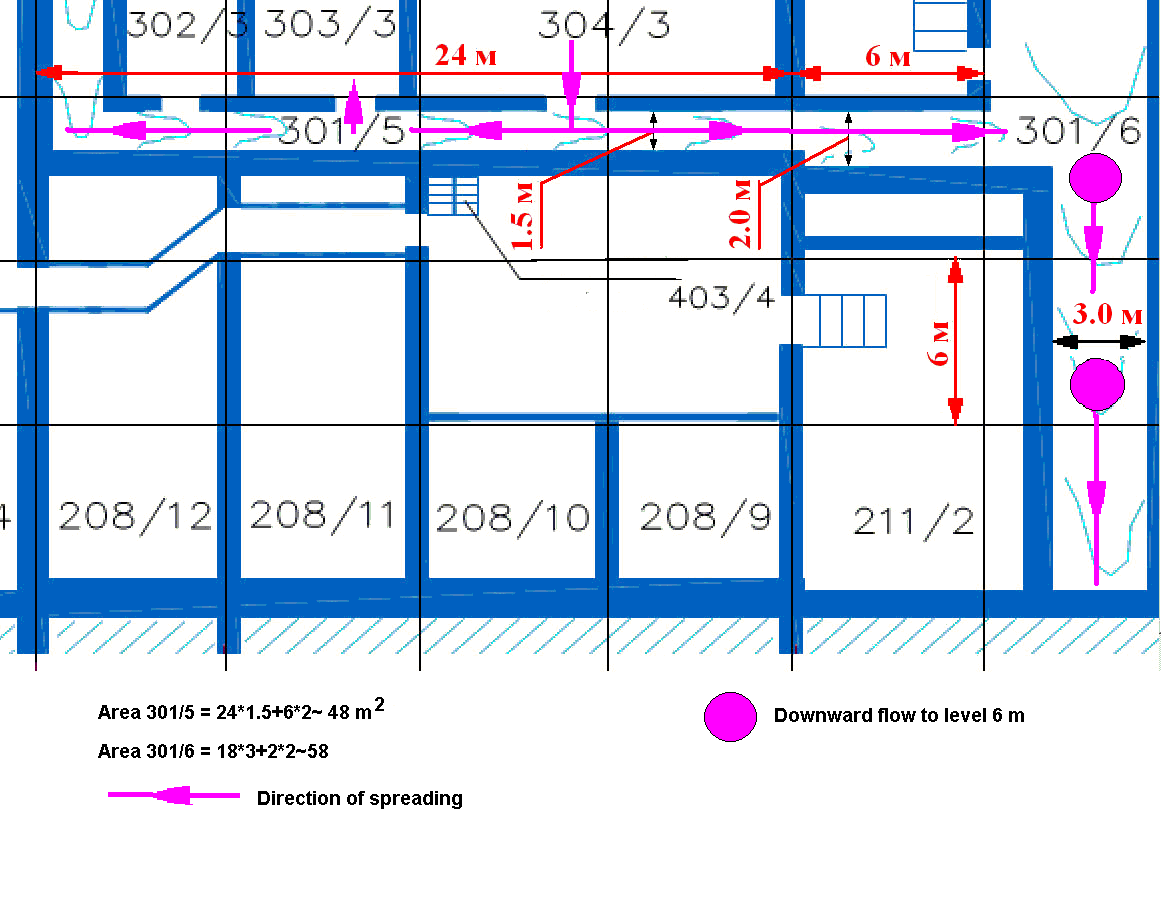 302/3 303/3 304/3
24 м 6 м
301/5 301/6
1.5 м 2.0 м
403/4
3.0 м
6 м
4 208/12 208/11 208/10 208/9 211/2
Area 301/5 = 24*1.5+6*2~ 48 m²
Downward flow to level 6 m
Area 301/6 = 18*3+2*2~58
Direction of spreading